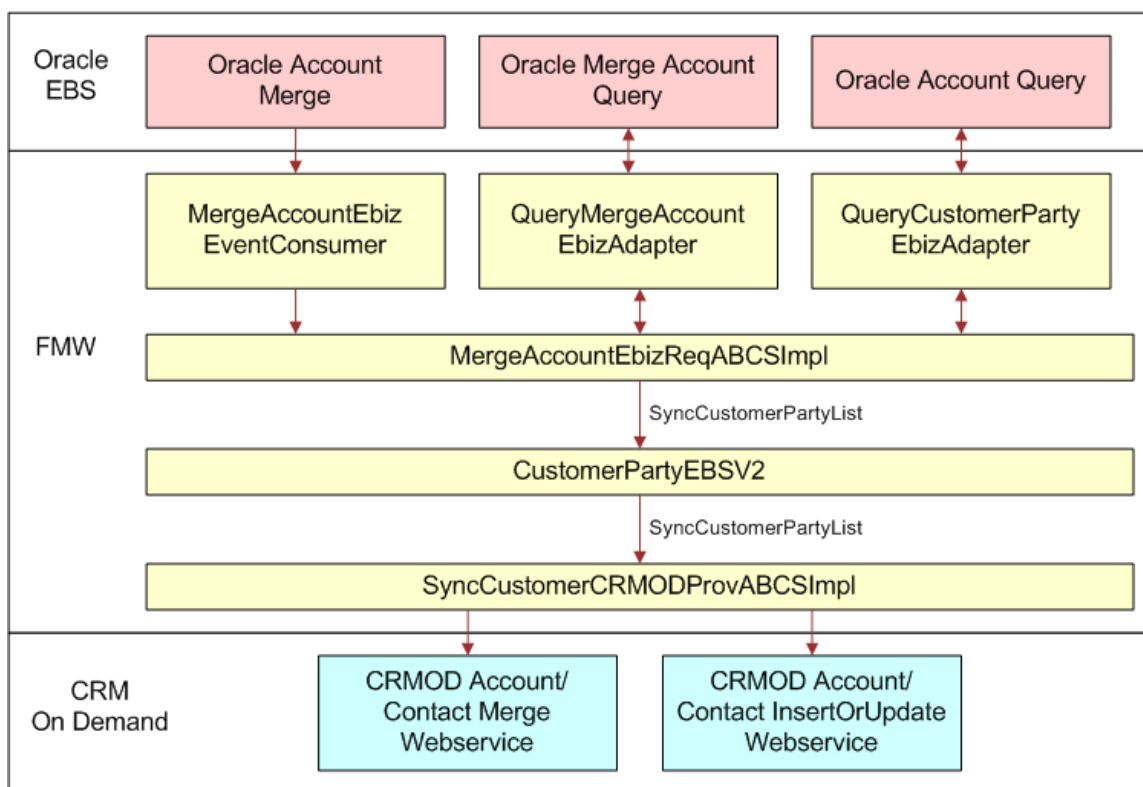 Oracle
EBS
Oracle Account
Merge
Oracle Merge Account
Query
Oracle Account Query
FMW
MergeAccountEbiz
EventConsumer
QueryMergeAccount
EbizAdapter
QueryCustomerParty
EbizAdapter
MergeAccountEbizReqABCSImpl
SyncCustomerPartyList
CustomerPartyEBSV2
SyncCustomerPartyList
SyncCustomerCRMODProvABCSImpl
CRM
On Demand
CRMOD Account/
Contact Merge
Webservice
CRMOD Account/
Contact InsertOrUpdate
Webservice